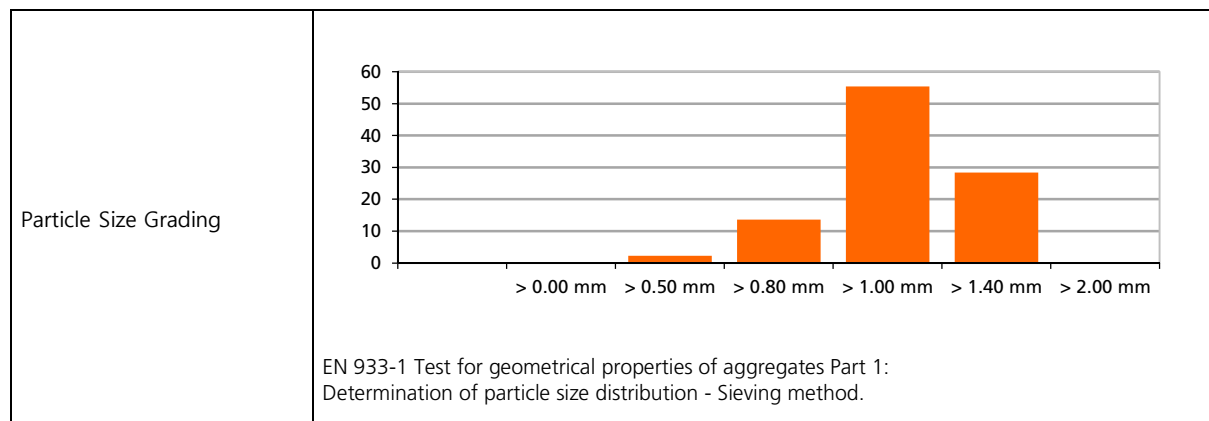 Particle Size Grading
60
50
40
30
20
10
0
> 0.00 mm > 0.50 mm > 0.80 mm > 1.00 mm > 1.40 mm > 2.00 mm
EN 933-1 Test for geometrical properties of aggregates Part 1:
Determination of particle size distribution - Sieving method.